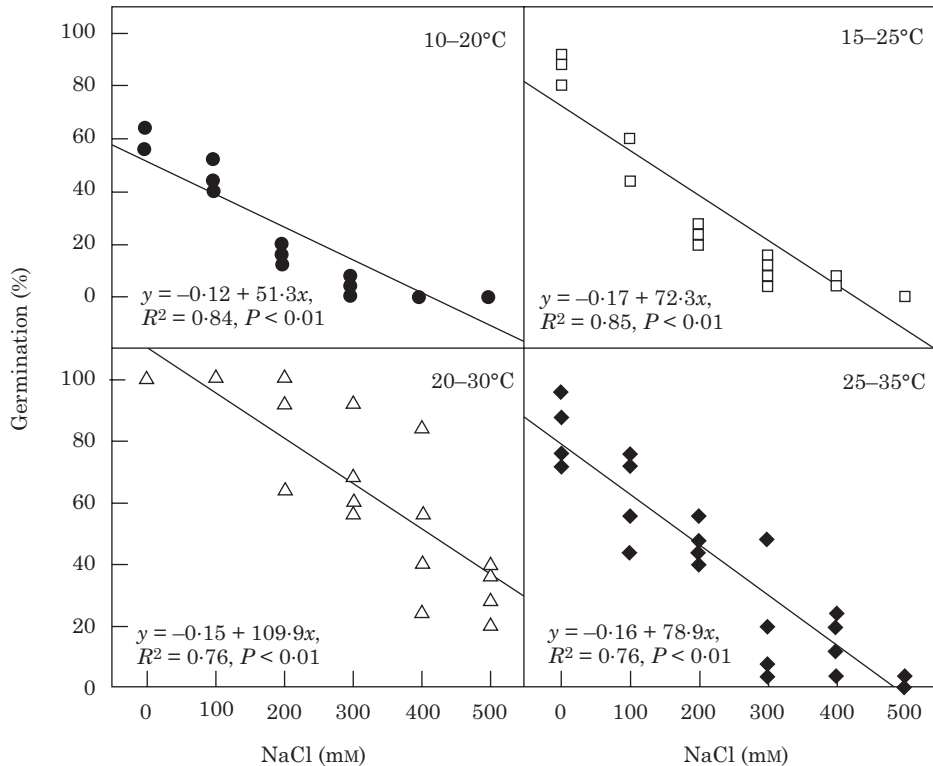 100
80
60
40
20
0
10–20°C
y = –0·12 + 51·3x,
R² = 0·84, P < 0·01
15–25°C
y = –0·17 + 72·3x,
R² = 0·85, P < 0·01
Germination (%)
100
80
60
40
20
0
20–30°C
y = –0·15 + 109·9x,
R² = 0·76, P < 0·01
25–35°C
y = –0·16 + 78·9x,
R² = 0·76, P < 0·01
0 100 200 300 400 500
0 100 200 300 400 500
NaCl (mM)
NaCl (mM)